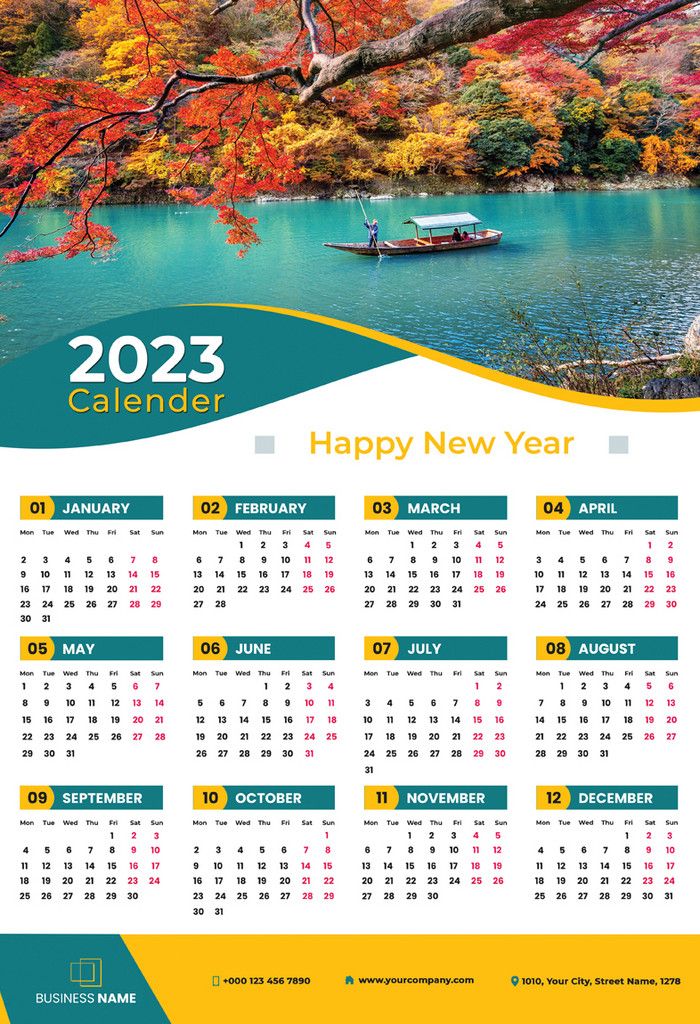 2023
Calender
Happy New Year
01 JANUARY
Mon Tue Wed Thu Fri Sat Sun
2 3 4 5 6 7 8
9 10 11 12 13 14 15
16 17 18 19 20 21 22
23 24 25 26 27 28 29
30 31
02 FEBRUARY
Mon Tue Wed Thu Fri Sat Sun
1 2 3 4 5
6 7 8 9 10 11 12
13 14 15 16 17 18 19
20 21 22 23 24 25 26
27 28
03 MARCH
Mon Tue Wed Thu Fri Sat Sun
1 2 3 4 5
6 7 8 9 10 11 12
13 14 15 16 17 18 19
20 21 22 23 24 25 26
27 28 29 30 31
04 APRIL
Mon Tue Wed Thu Fri Sat Sun
1 2
3 4 5 6 7 8 9
10 11 12 13 14 15 16
17 18 19 20 21 22 23
24 25 26 27 28 29 30
05 MAY
Mon Tue Wed Thu Fri Sat Sun
1 2 3 4 5 6 7
8 9 10 11 12 13 14
15 16 17 18 19 20 21
22 23 24 25 26 27 28
29 30 31
06 JUNE
Mon Tue Wed Thu Fri Sat Sun
1 2 3 4
5 6 7 8 9 10 11
12 13 14 15 16 17 18
19 20 21 22 23 24 25
26 27 28 29 30 31
07 JULY
Mon Tue Wed Thu Fri Sat Sun
1 2
3 4 5 6 7 8 9
10 11 12 13 14 15 16
17 18 19 20 21 22 23
24 25 26 27 28 29 30
31
08 AUGUST
Mon Tue Wed Thu Fri Sat Sun
1 2 3 4 5 6
7 8 9 10 11 12 13
14 15 16 17 18 19 20
21 22 23 24 25 26 27
28 29 30 31
09 SEPTEMBER
Mon Tue Wed Thu Fri Sat Sun
1 2 3
4 5 6 7 8 9 10
11 12 13 14 15 16 17
18 19 20 21 22 23 24
25 26 27 28 29 30
10 OCTOBER
Mon Tue Wed Thu Fri Sat Sun
1
2 3 4 5 6 7 8
9 10 11 12 13 14 15
16 17 18 19 20 21 22
23 24 25 26 27 28 29
30 31
11 NOVEMBER
Mon Tue Wed Thu Fri Sat Sun
1 2 3 4 5
6 7 8 9 10 11 12
13 14 15 16 17 18 19
20 21 22 23 24 25 26
27 28 29 30
12 DECEMBER
Mon Tue Wed Thu Fri Sat Sun
1 2 3
4 5 6 7 8 9 10
11 12 13 14 15 16 17
18 19 20 21 22 23 24
25 26 27 28 29 30 31
BUSINESS NAME
+000 123 456 7890
www.yourcompany.com
1010, Your City, Street Name, 1278